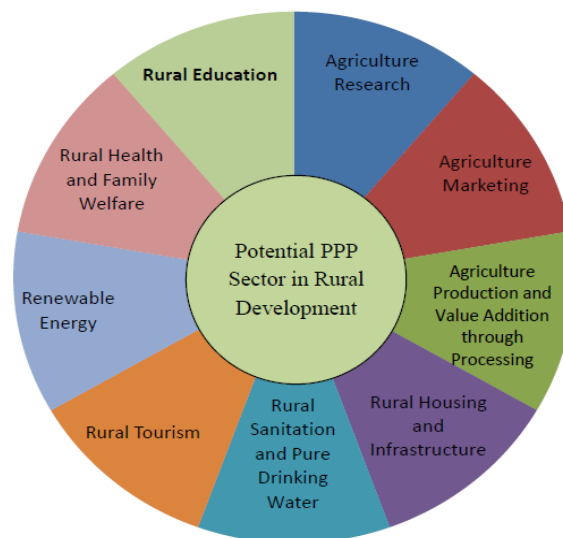 Potential PPP
Sector in Rural
Development
Agriculture
Research
Agriculture
Marketing
Agriculture
Production and
Value Addition
through
Processing
Rural Housing
and
Infrastructure
Rural
Sanitation
and Pure
Drinking
Water
Rural Tourism
Renewable
Energy
Rural Health
and Family
Welfare
Rural Education